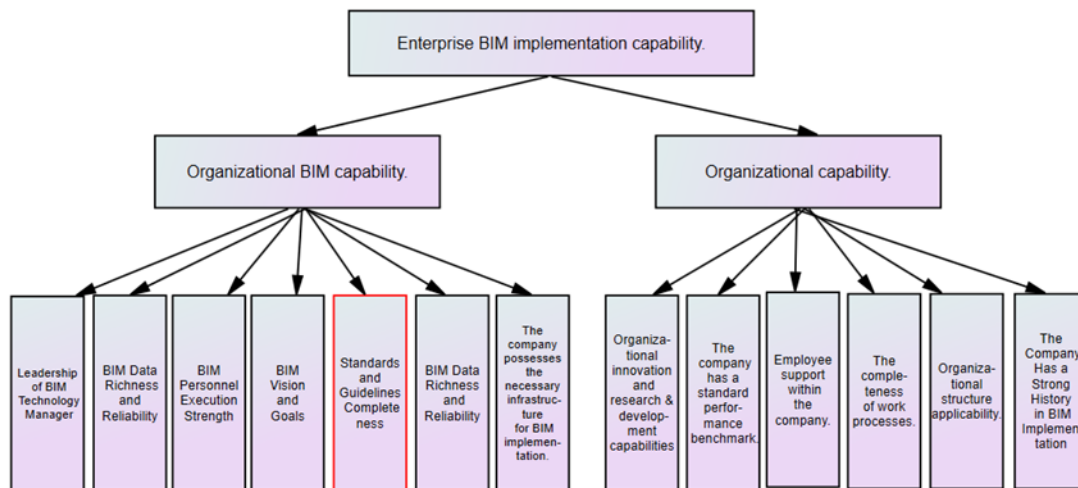 Enterprise BIM implementation capability.
Organizational BIM capability.
Organizational capability.
Leadership
of BIM
Technology
Manager
BIM Data
Richness
and
Reliability
BIM
Personnel
Execution
Strength
BIM
Vision
and
Goals
Standards
and
Guidelines
Complete
ness
BIM Data
Richness
and
Reliability
The
company
possesses
the
necessary
infrastruc-
ture
for BIM
implemen-
tation.
Organiza-
tional
innovation
and
research &
develop-
ment
capabilities
The
company
has a
standard
perfor-
mance
benchmark.
Employee
support
within
the
company.
The
comple-
teness
of work
processes.
Organiza-
tional
structure
applicability.
The
Company
Has a
Strong
History
in BIM
Implemen
tation